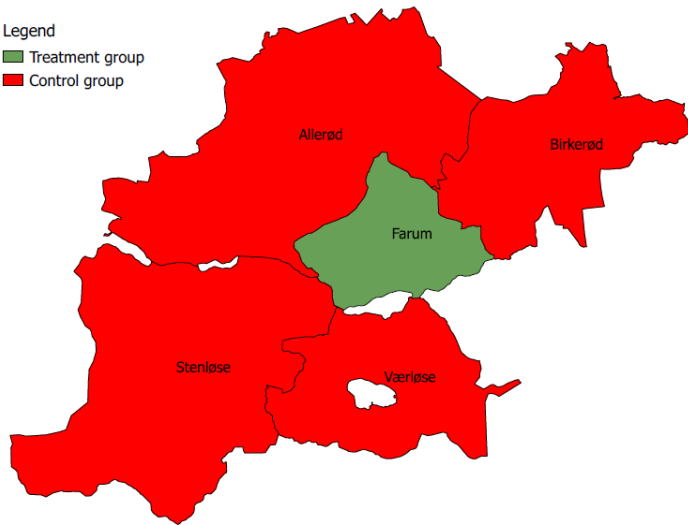 Legend
Treatment group
Control group
Allerød
Birkerød
Farum
Stenløse
Værløse